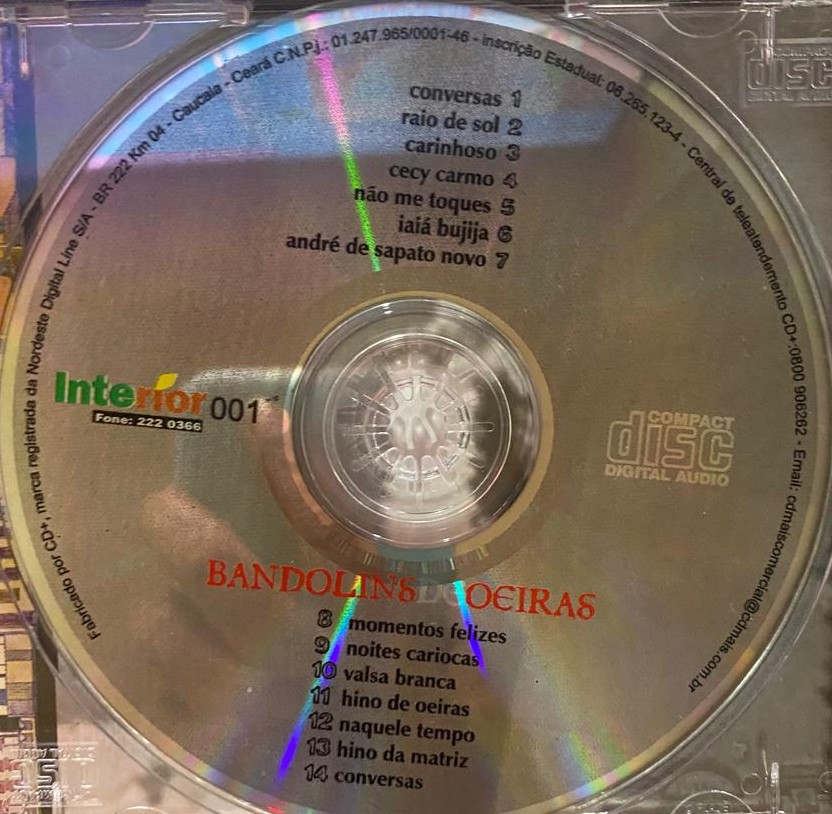 Fabricado por CD+, marca registrada da Nordeste Digital Line S/A - BR 222 Km 04 - Caucaia - Ceará C.N.P.j.: 01.247.965/0001-46 - Inscrição Estadual: 06.265.123-4 - Central de teleatendemento CD+:0800 906262 - Email: cdmaiscomercial@cdmais.com.br
conversas 1
raio de sol 2
carinhoso 3
cecy carmo 4
não me toques 5
iaiá bujija 6
andré de sapato novo 7
Interior 001
Fone: 222 0366
COMPACT
disc
DIGITAL AUDIO
BANDOLINS DE OEIRAS
8 momentos felizes
9 noites cariocas
10 valsa branca
11 hino de oeiras
12 naquele tempo
13 hino da matriz
14 conversas